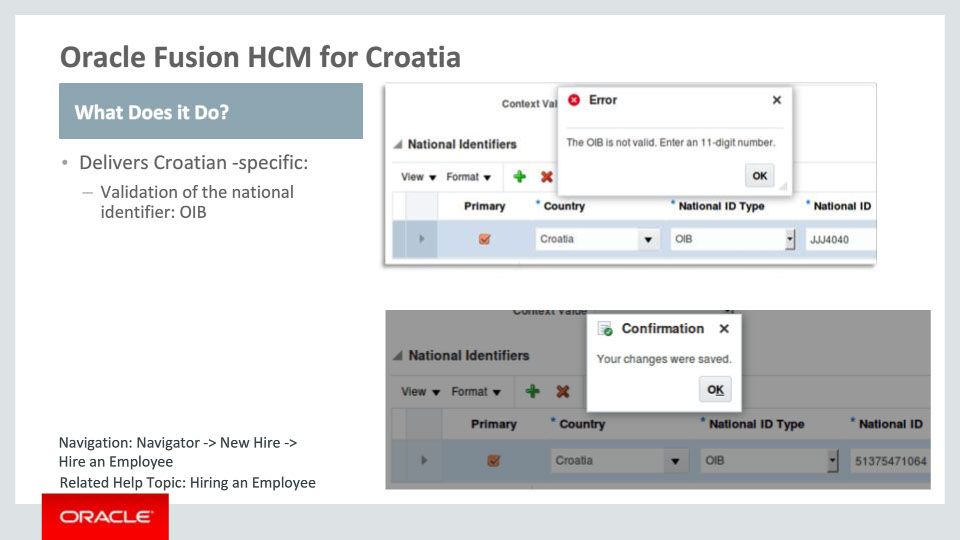 Oracle Fusion HCM for Croatia
What Does it Do?
• Delivers Croatian -specific:
– Validation of the national
identifier: OIB
Navigation: Navigator -> New Hire ->
Hire an Employee
Related Help Topic: Hiring an Employee
ORACLE
Error
The OIB is not valid. Enter an 11-digit number.
OK
Context Val
National Identifiers
View Format
Primary * Country * National ID Type * National ID
Croatia OIB JJJ4040
Confirmation
Your changes were saved.
OK
Context Value
National Identifiers
View Format
Primary * Country * National ID Type * National ID
Croatia OIB 51375471064